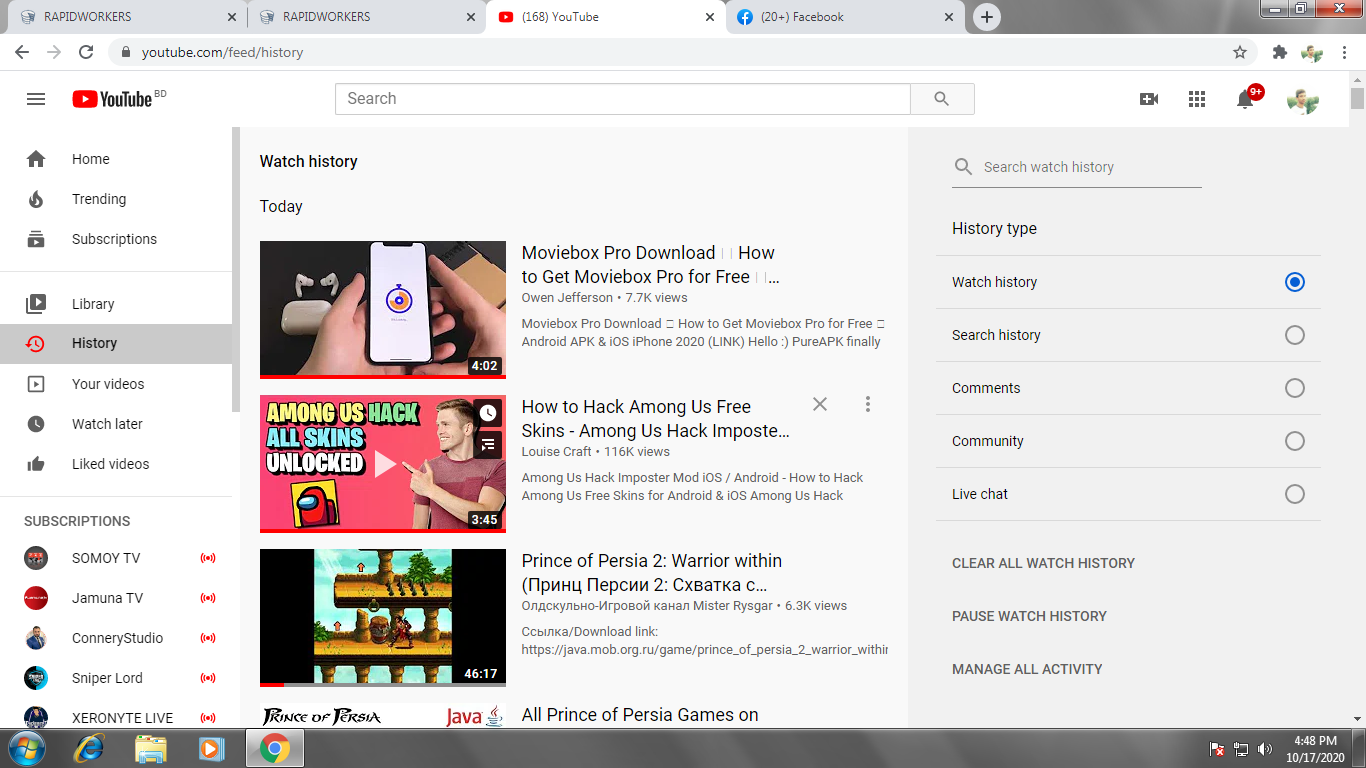 RAPIDWORKERS
RAPIDWORKERS
(168) YouTube
(20+) Facebook
youtube.com/feed/history
YouTube BD
Search
9+
Home
Trending
Subscriptions
Library
History
Your videos
Watch later
Liked videos
SUBSCRIPTIONS
SOMOY TV
Jamuna TV
ConneryStudio
Sniper Lord
XERONYTE LIVE
Watch history
Today
4:02
Moviebox Pro Download How
to Get Moviebox Pro for Free ...
Owen Jefferson • 7.7K views
Moviebox Pro Download How to Get Moviebox Pro for Free
Android APK & iOS iPhone 2020 (LINK) Hello :) PureAPK finally
AMONG US HACK
ALL SKINS
UNLOCKED
3:45
How to Hack Among Us Free
Skins - Among Us Hack Imposte...
Louise Craft • 116K views
Among Us Hack Imposter Mod iOS / Android - How to Hack
Among Us Free Skins for Android & iOS Among Us Hack
46:17
Prince of Persia 2: Warrior within
(Принц Персии 2: Схватка с...
Олдскульно-Игровой канал Mister Rysgar • 6.3K views
Ссылка/Download link:
https://java.mob.org.ru/game/prince_of_persia_2_warrior_within
PRINCE OF PERSIA
Java
All Prince of Persia Games on
Search watch history
History type
Watch history
Search history
Comments
Community
Live chat
CLEAR ALL WATCH HISTORY
PAUSE WATCH HISTORY
MANAGE ALL ACTIVITY
4:48 PM
10/17/2020